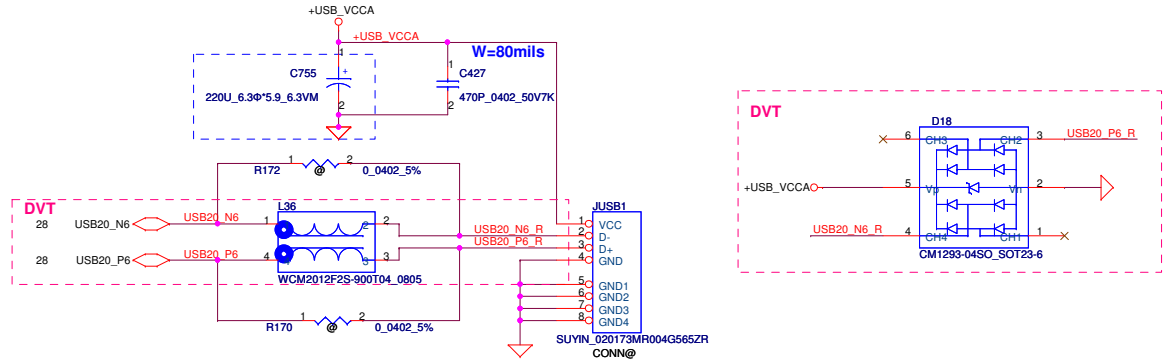 +USB_VCCA
+USB_VCCA
W=80mils
1
C755
+
220U_6.3Φ*5.9_6.3VM
2
1
C427
470P_0402_50V7K
2
R172
1
@
2
0_0402_5%
DVT
28
USB20_N6
USB20_N6
1
L36
2
USB20_N6_R
28
USB20_P6
USB20_P6
4
3
USB20_P6_R
WCM2012F2S-900T04_0805
R170
1
@
2
0_0402_5%
JUSB1
1 VCC
2 D-
3 D+
4 GND
5 GND1
6 GND2
7 GND3
8 GND4
SUYIN_020173MR004G565ZR
CONN@
DVT
D18
6 CH3
CH2 3
USB20_P6_R
+USB_VCCA
5 Vp
Vn 2
USB20_N6_R
4 CH4
CH1 1
CM1293-04SO_SOT23-6